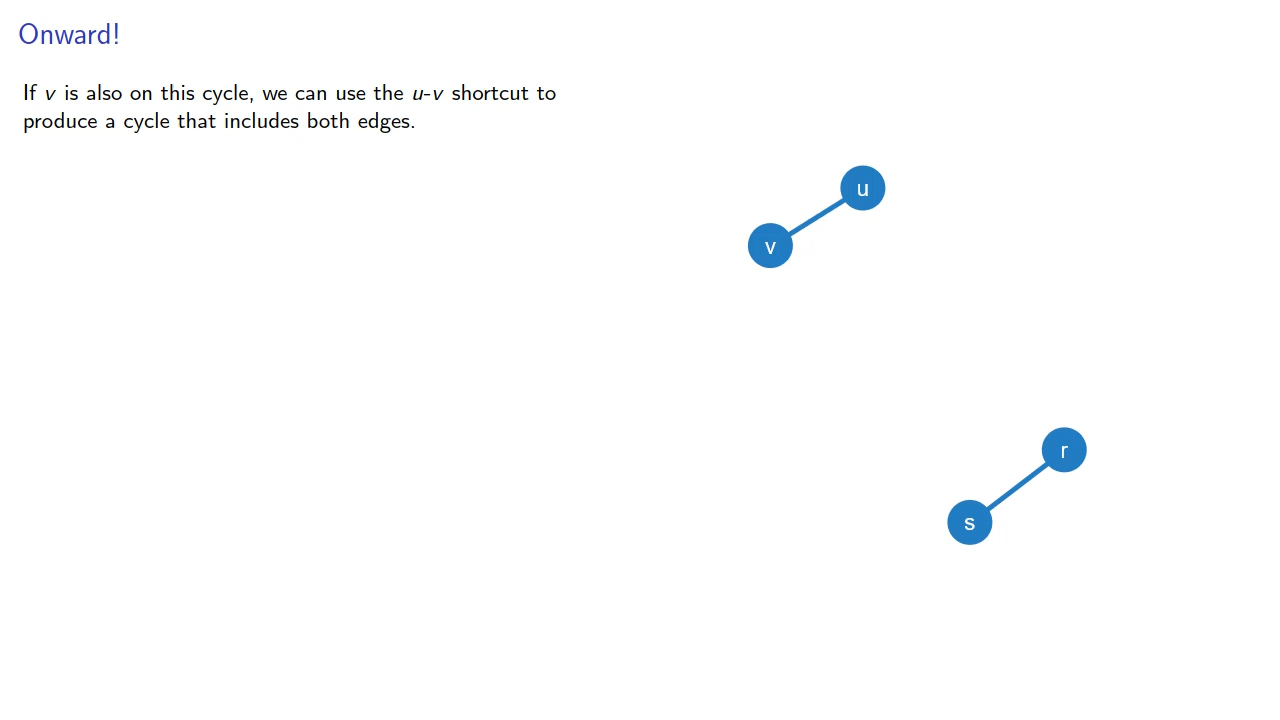 Onward!
If v is also on this cycle, we can use the u-v shortcut to
produce a cycle that includes both edges.
u
v
r
s